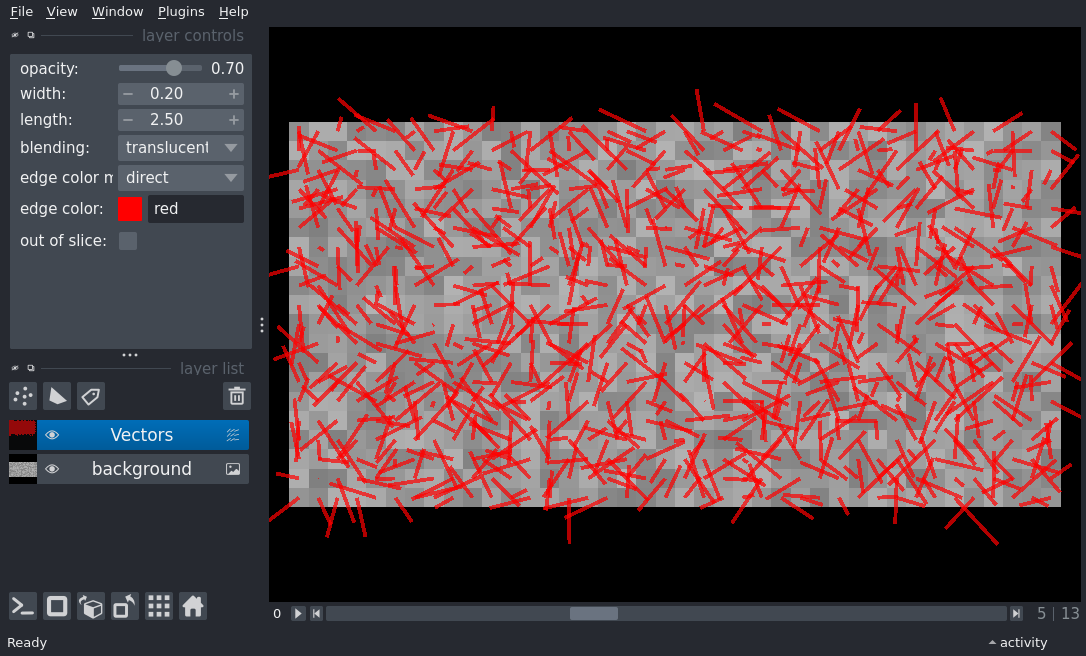 File View Window Plugins Help
layer controls
opacity: 0.70
width: 0.20
length: 2.50
blending: translucent
edge color m direct
edge color: red
out of slice:
layer list
Vectors
background
0 5 13
Ready activity